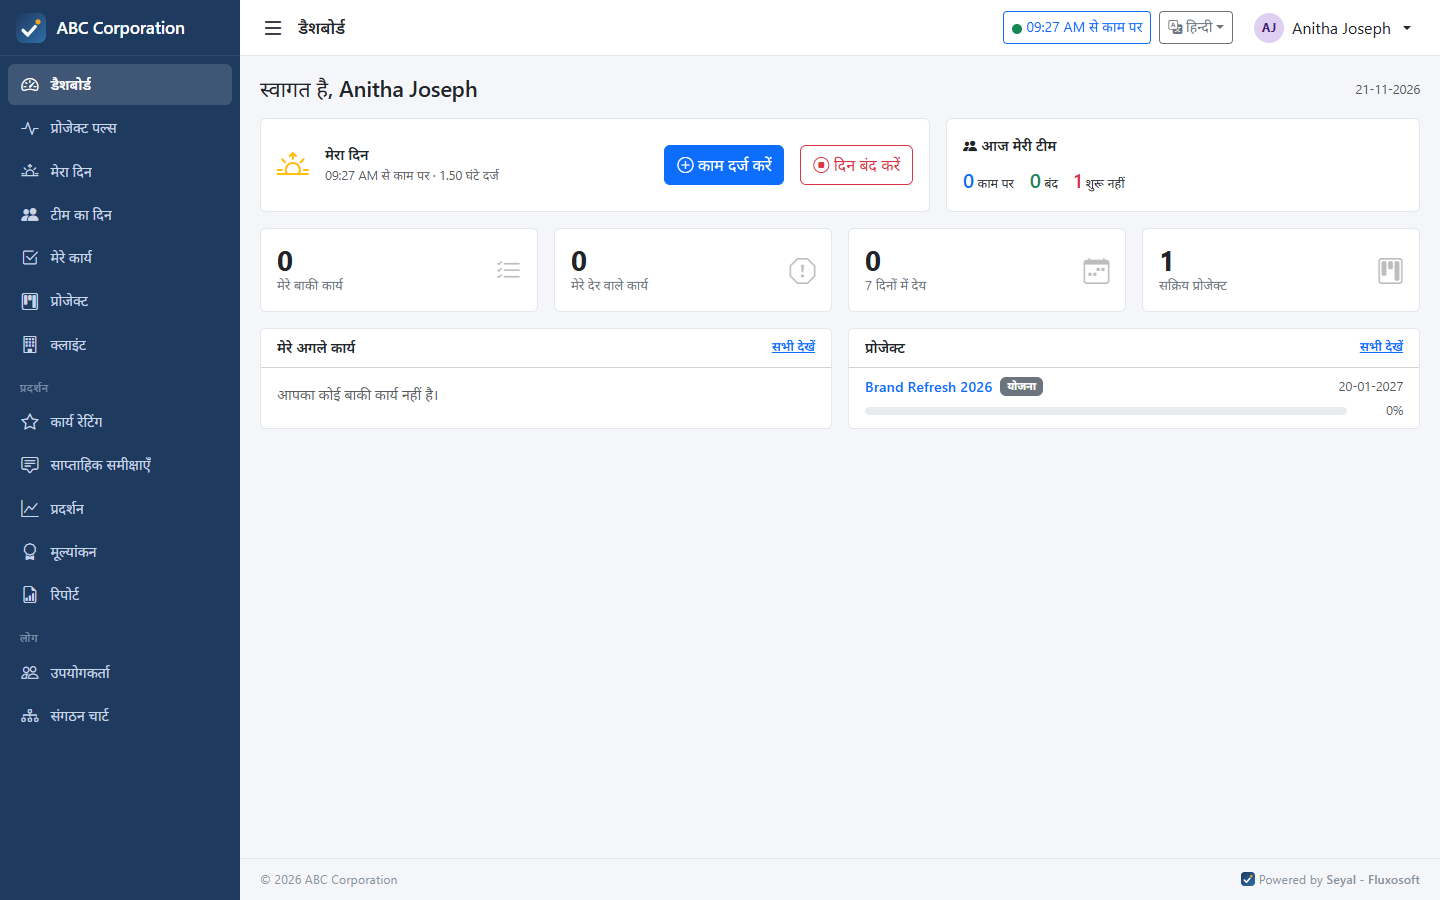 ABC Corporation
डैशबोर्ड
प्रोजेक्ट पल्स
मेरा दिन
टीम का दिन
मेरे कार्य
प्रोजेक्ट
क्लाइंट
प्रदर्शन
कार्य रेटिंग
साप्ताहिक समीक्षाएँ
प्रदर्शन
मूल्यांकन
रिपोर्ट
लोग
उपयोगकर्ता
संगठन चार्ट
डैशबोर्ड
09:27 AM से काम पर
हिन्दी
AJ Anitha Joseph
स्वागत है, Anitha Joseph
21-11-2026
मेरा दिन
09:27 AM से काम पर · 1.50 घंटे दर्ज
काम दर्ज करें
दिन बंद करें
आज मेरी टीम
0 काम पर 0 बंद 1 शुरू नहीं
0
मेरे बाकी कार्य
0
मेरे देर वाले कार्य
0
7 दिनों में देय
1
सक्रिय प्रोजेक्ट
मेरे अगले कार्य
सभी देखें
आपका कोई बाकी कार्य नहीं है।
प्रोजेक्ट
सभी देखें
Brand Refresh 2026 योजना 20-01-2027
0%
© 2026 ABC Corporation
Powered by Seyal - Fluxosoft